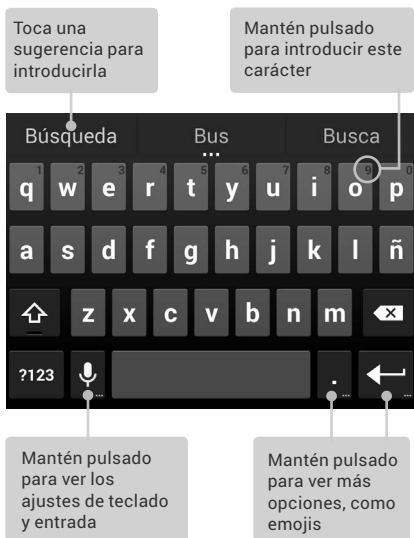 Toca una
sugerencia para
introducirla
Mantén pulsado
para introducir este
carácter
Búsqueda Bus Busca
1 2 3 4 5 6 7 8 9 0
q w e r t y u i o p
a s d f g h j k l ñ
z x c v b n m
?123 .
Mantén pulsado
para ver los
ajustes de teclado
y entrada
Mantén pulsado
para ver más
opciones, como
emojis